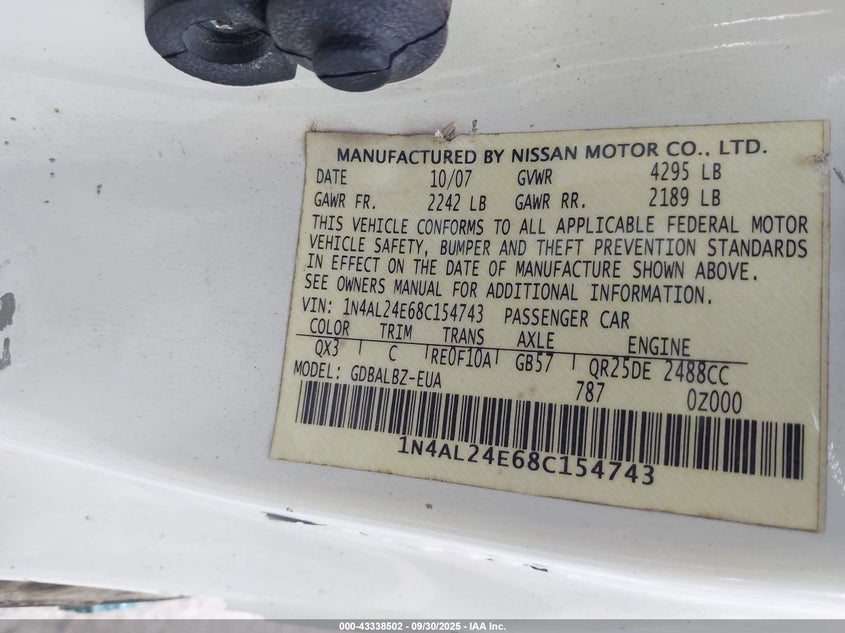 MANUFACTURED BY NISSAN MOTOR CO., LTD.
DATE 10/07 GVWR 4295 LB
GAWR FR. 2242 LB GAWR RR. 2189 LB
THIS VEHICLE CONFORMS TO ALL APPLICABLE FEDERAL MOTOR
VEHICLE SAFETY, BUMPER AND THEFT PREVENTION STANDARDS
IN EFFECT ON THE DATE OF MANUFACTURE SHOWN ABOVE.
SEE OWNERS MANUAL FOR ADDITIONAL INFORMATION.
VIN: 1N4AL24E68C154743 PASSENGER CAR
COLOR TRIM TRANS AXLE ENGINE
QX3 C RE0F10A GB57 QR25DE 2488CC
MODEL: GDBALBZ-EUA 787 0Z000
1N4AL24E68C154743
000-43338502 - 09/30/2025 - IAA Inc.